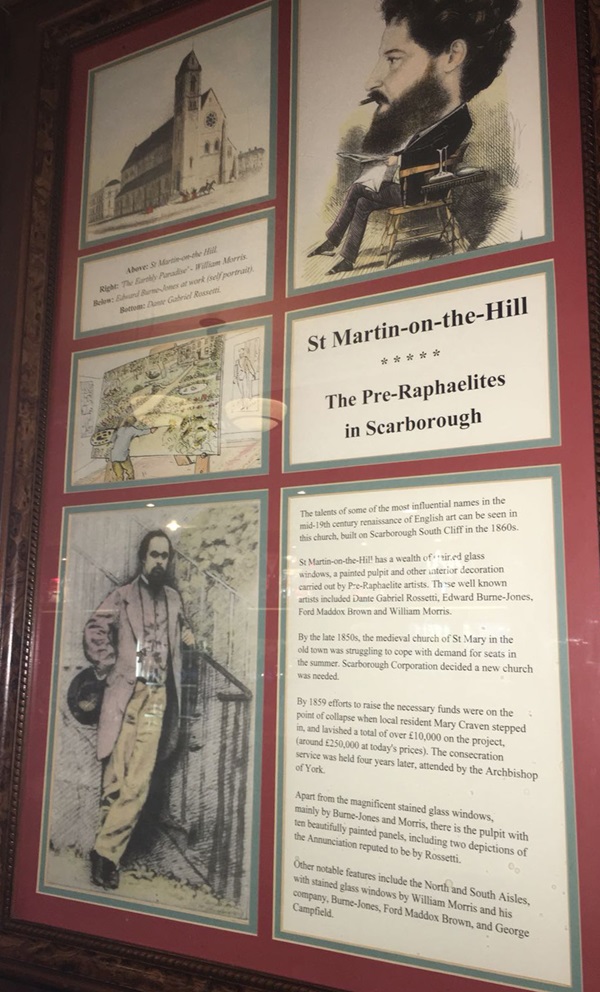 Above: St Martin-on-the Hill.
Right: 'The Earthly Paradise' - William Morris.
Below: Edward Burne-Jones at work (self portrait).
Bottom: Dante Gabriel Rossetti.
St Martin-on-the-Hill
*****
The Pre-Raphaelites
in Scarborough
The talents of some of the most influential names in the
mid-19th century renaissance of English art can be seen in
this church, built on Scarborough South Cliff in the 1860s.
St Martin-on-the-Hill has a wealth of stained glass
windows, a painted pulpit and other interior decoration
carried out by Pre-Raphaelite artists. These well known
artists included Dante Gabriel Rossetti, Edward Burne-Jones,
Ford Maddox Brown and William Morris.
By the late 1850s, the medieval church of St Mary in the
old town was struggling to cope with demand for seats in
the summer. Scarborough Corporation decided a new church
was needed.
By 1859 efforts to raise the necessary funds were on the
point of collapse when local resident Mary Craven stepped
in, and lavished a total of over £10,000 on the project,
(around £250,000 at today's prices). The consecration
service was held four years later, attended by the Archbishop
of York.
Apart from the magnificent stained glass windows,
mainly by Burne-Jones and Morris, there is the pulpit with
ten beautifully painted panels, including two depictions of
the Annunciation reputed to be by Rossetti.
Other notable features include the North and South Aisles,
with stained glass windows by William Morris and his
company, Burne-Jones, Ford Maddox Brown, and George
Campfield.